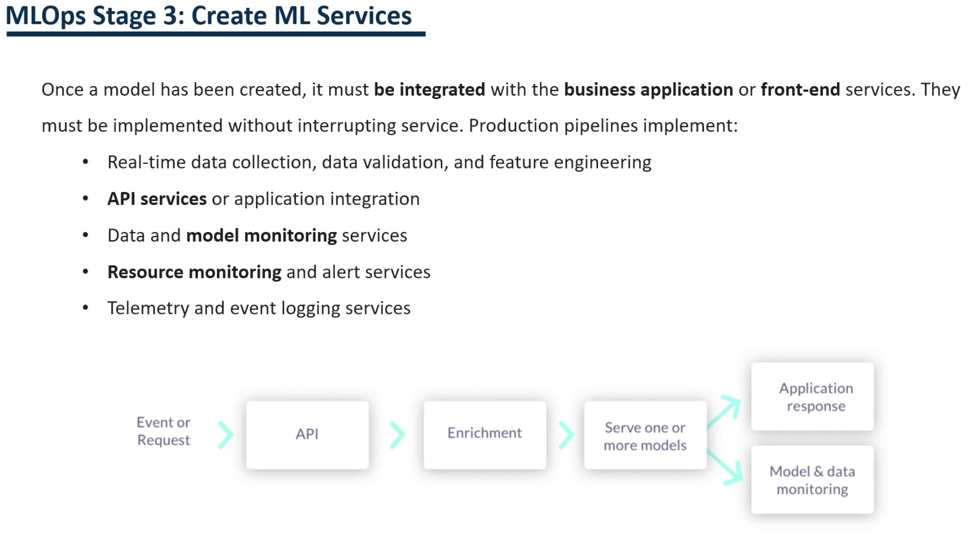 MLOps Stage 3: Create ML Services
Once a model has been created, it must be integrated with the business application or front-end services. They
must be implemented without interrupting service. Production pipelines implement:
• Real-time data collection, data validation, and feature engineering
• API services or application integration
• Data and model monitoring services
• Resource monitoring and alert services
• Telemetry and event logging services
Event or
Request
API
Enrichment
Serve one or
more models
Application
response
Model & data
monitoring